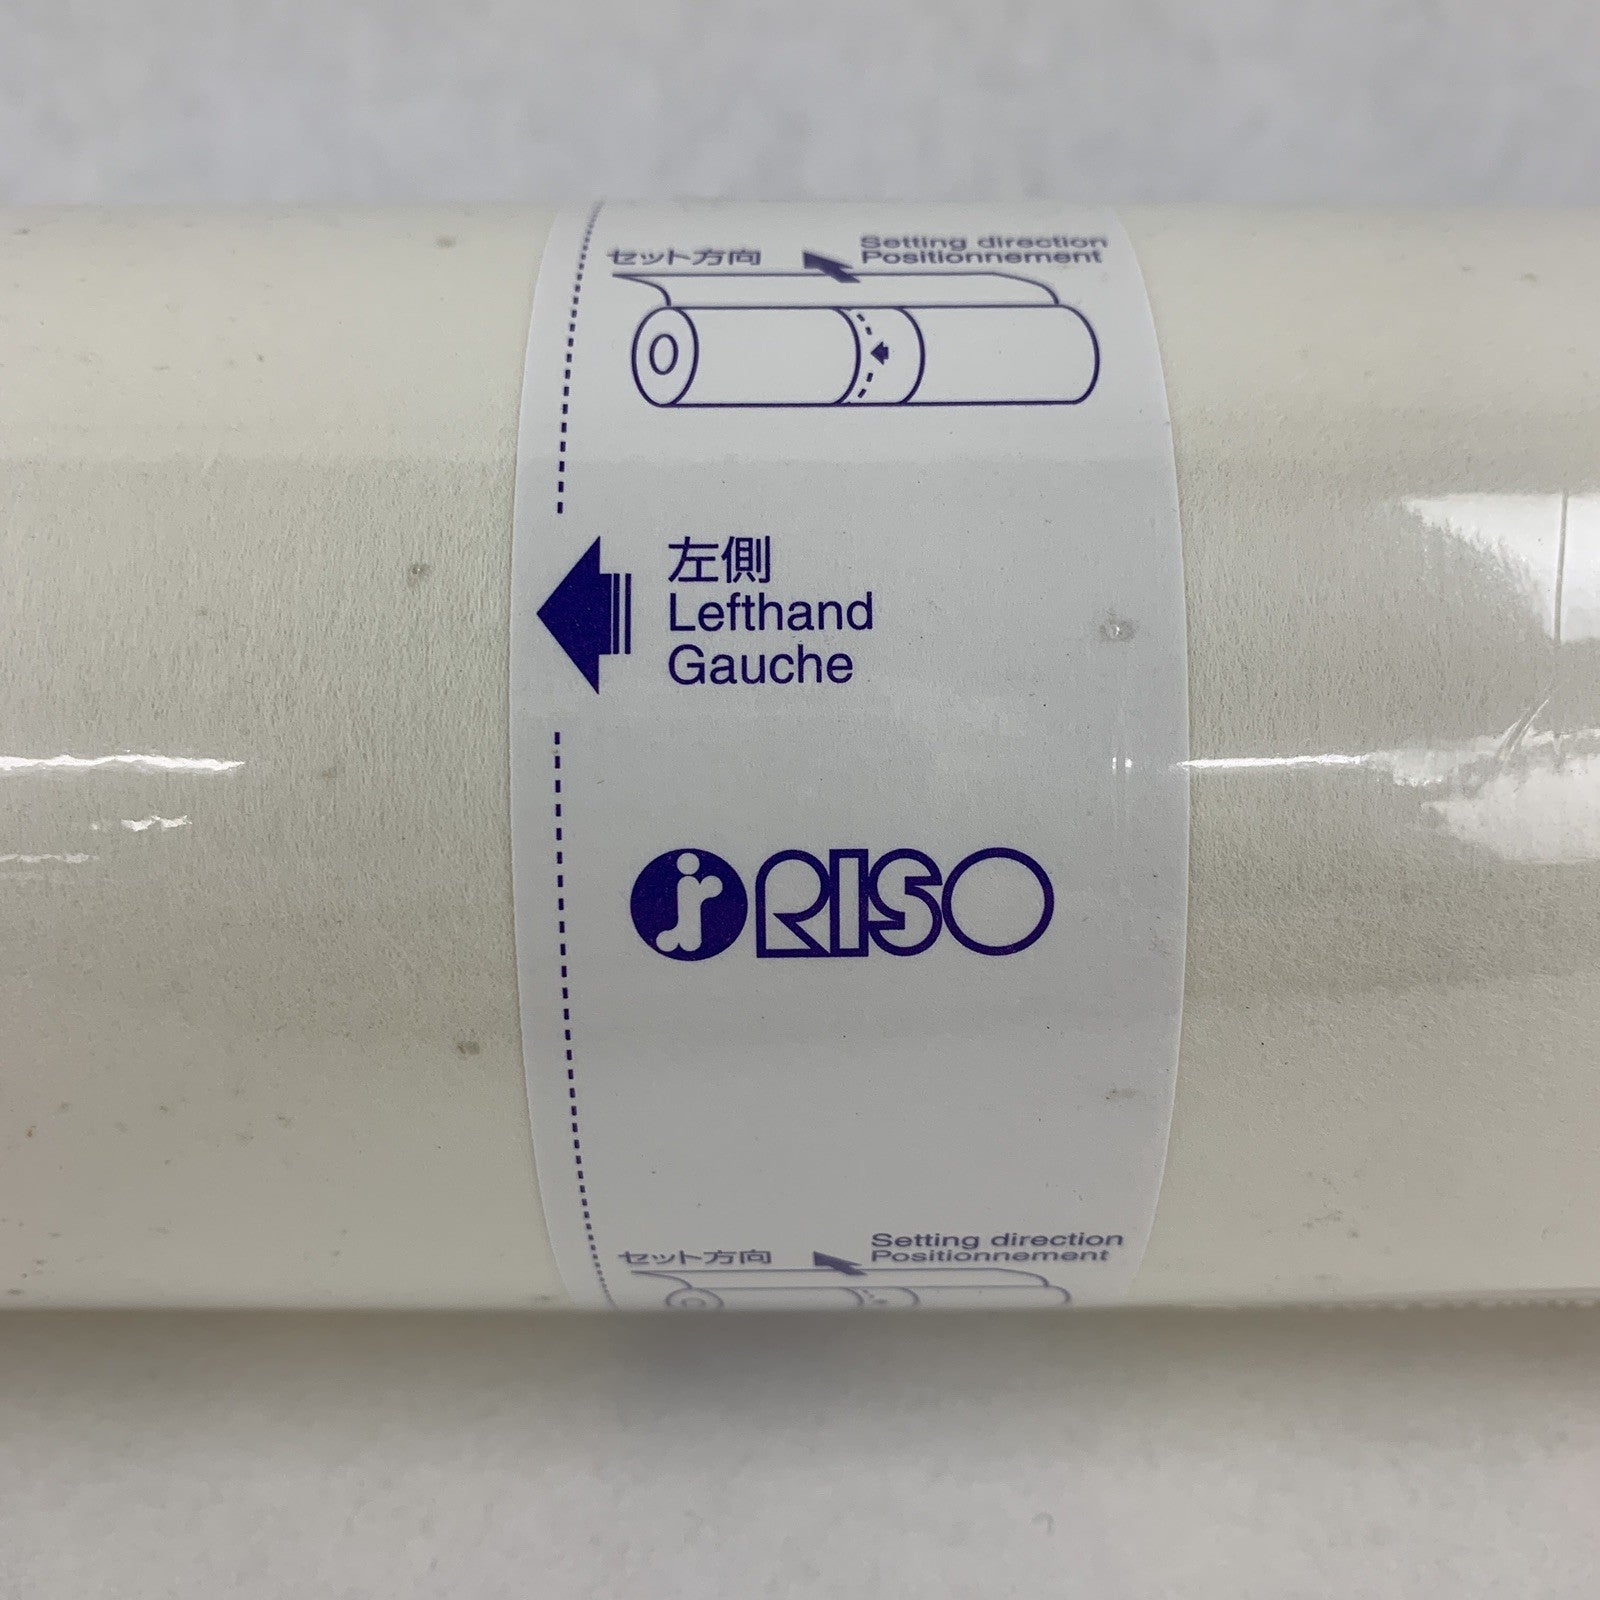 セット方向
Setting direction
Positionnement
左側
Lefthand
Gauche
RISO
セット方向
Setting direction
Positionnement